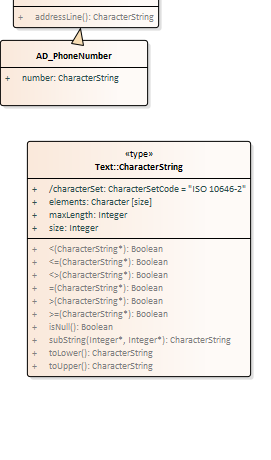 + addressLine(): CharacterString
AD_PhoneNumber
+ number: CharacterString
«type»
Text::CharacterString
+ /characterSet: CharacterSetCode = "ISO 10646-2"
+ elements: Character [size]
+ maxLength: Integer
+ size: Integer
+ <(CharacterString*): Boolean
+ <=(CharacterString*): Boolean
+ <>(CharacterString*): Boolean
+ =(CharacterString*): Boolean
+ >(CharacterString*): Boolean
+ >=(CharacterString*): Boolean
+ isNull(): Boolean
+ subString(Integer*, Integer*): CharacterString
+ toLower(): CharacterString
+ toUpper(): CharacterString